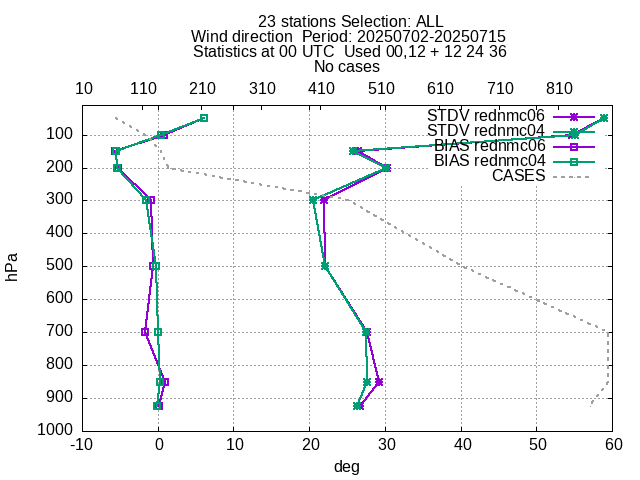 23 stations Selection: ALL
Wind direction  Period: 20250702-20250715
Statistics at 00 UTC  Used 00,12 + 12 24 36
No cases
10 110 210 310 410 510 610 710 810
STDV rednmc06
STDV rednmc04
BIAS rednmc06
BIAS rednmc04
CASES
100
200
300
400
500
600
700
800
900
1000
hPa
-10 0 10 20 30 40 50 60
deg